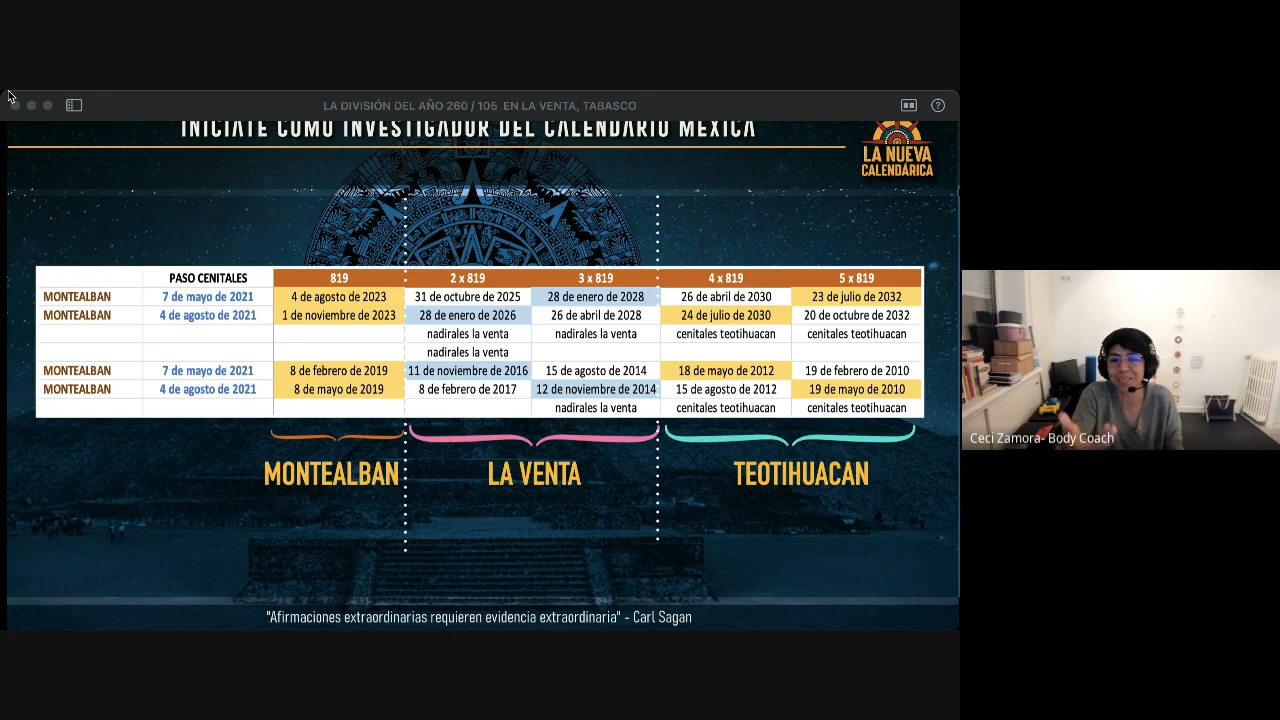 LA DIVISIÓN DEL AÑO 260 / 105 EN LA VENTA, TABASCO
INÍCIATE COMO INVESTIGADOR DEL CALENDARIO MEXICA
LA NUEVA
CALENDÁRICA
PASO CENITALES 819 2 x 819 3 x 819 4 x 819 5 x 819
MONTEALBAN 7 de mayo de 2021 4 de agosto de 2023 31 de octubre de 2025 28 de enero de 2028 26 de abril de 2030 23 de julio de 2032
MONTEALBAN 4 de agosto de 2021 1 de noviembre de 2023 28 de enero de 2026 26 de abril de 2028 24 de julio de 2030 20 de octubre de 2032
nadirales la venta nadirales la venta cenitales teotihuacan cenitales teotihuacan
nadirales la venta
MONTEALBAN 7 de mayo de 2021 8 de febrero de 2019 11 de noviembre de 2016 15 de agosto de 2014 18 de mayo de 2012 19 de febrero de 2010
MONTEALBAN 4 de agosto de 2021 8 de mayo de 2019 8 de febrero de 2017 12 de noviembre de 2014 15 de agosto de 2012 19 de mayo de 2010
nadirales la venta cenitales teotihuacan cenitales teotihuacan
MONTEALBAN LA VENTA TEOTIHUACAN
"Afirmaciones extraordinarias requieren evidencia extraordinaria" - Carl Sagan
Ceci Zamora- Body Coach